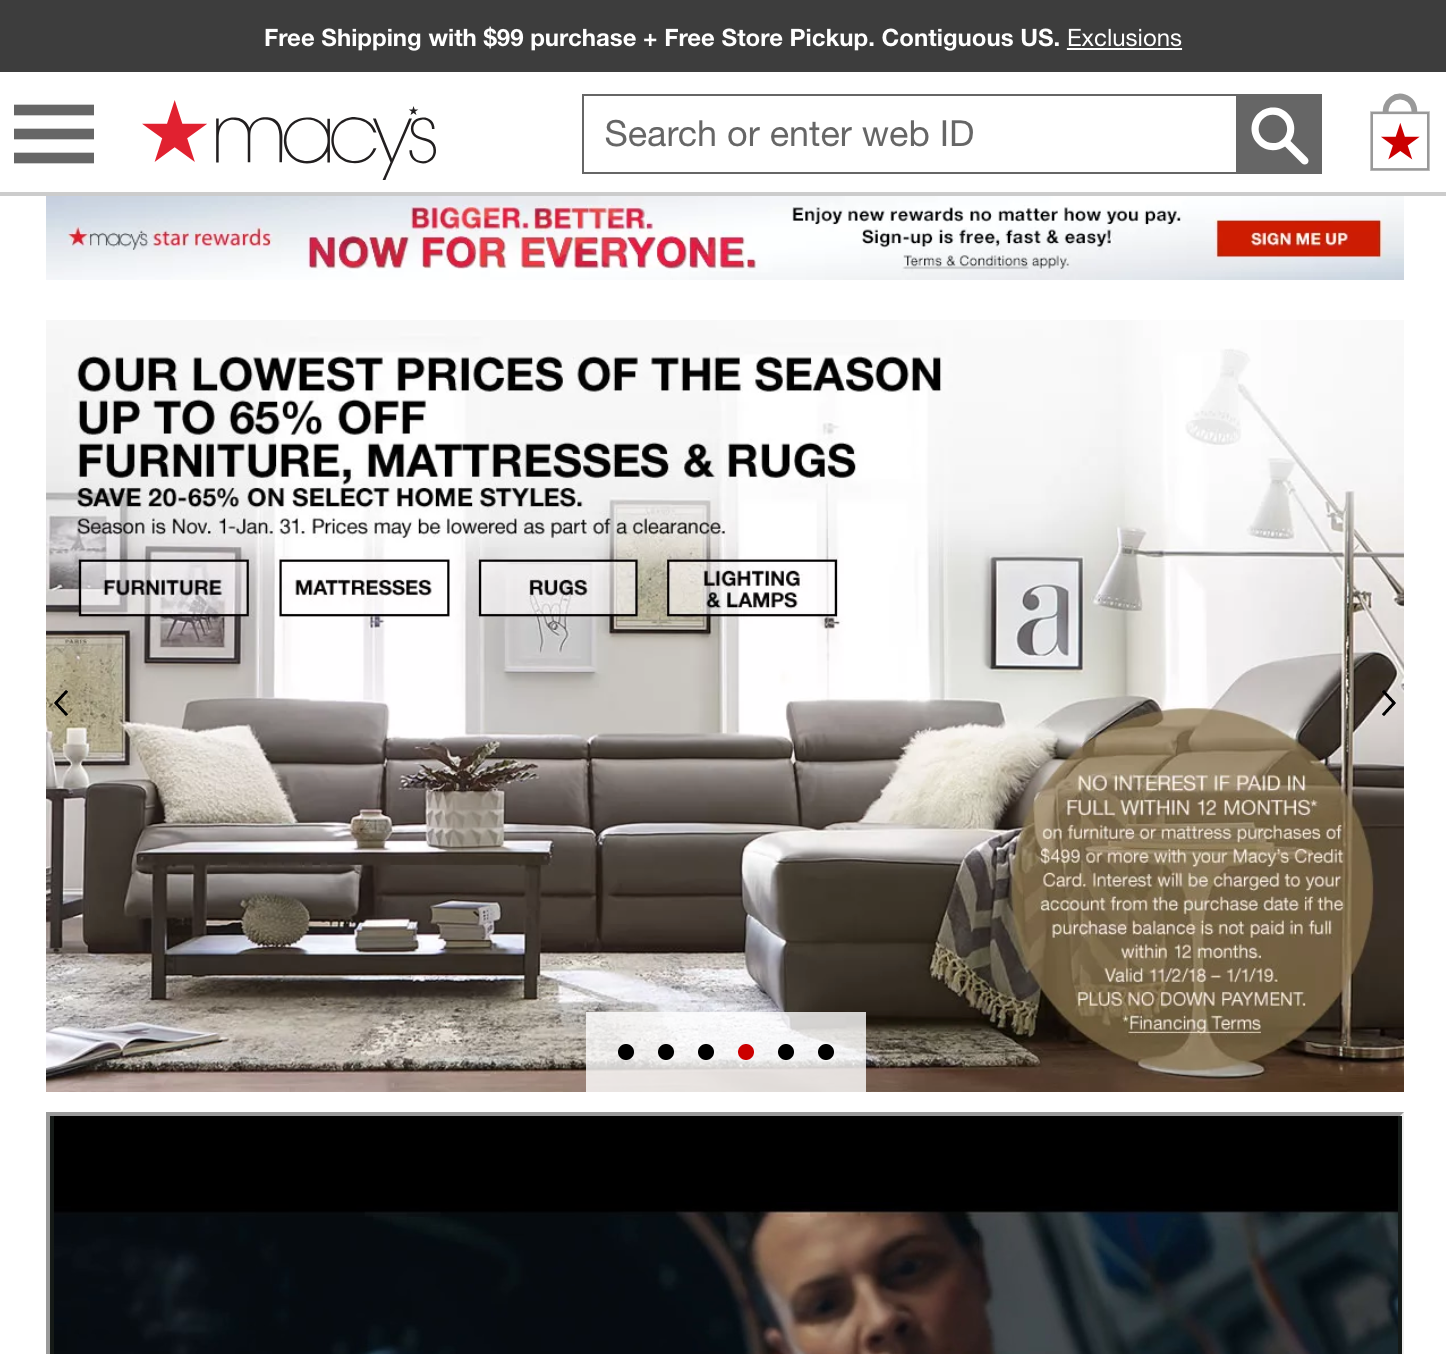 Free Shipping with $99 purchase + Free Store Pickup. Contiguous US. Exclusions
macy's
Search or enter web ID
macy's star rewards
BIGGER. BETTER.
NOW FOR EVERYONE.
Enjoy new rewards no matter how you pay.
Sign-up is free, fast & easy!
Terms & Conditions apply.
SIGN ME UP
OUR LOWEST PRICES OF THE SEASON
UP TO 65% OFF
FURNITURE, MATTRESSES & RUGS
SAVE 20-65% ON SELECT HOME STYLES.
Season is Nov. 1-Jan. 31. Prices may be lowered as part of a clearance.
FURNITURE
MATTRESSES
RUGS
LIGHTING
& LAMPS
PARIS
a
NO INTEREST IF PAID IN
FULL WITHIN 12 MONTHS*
on furniture or mattress purchases of
$499 or more with your Macy's Credit
Card. Interest will be charged to your
account from the purchase date if the
purchase balance is not paid in full
within 12 months.
Valid 11/2/18 – 1/1/19.
PLUS NO DOWN PAYMENT.
*Financing Terms